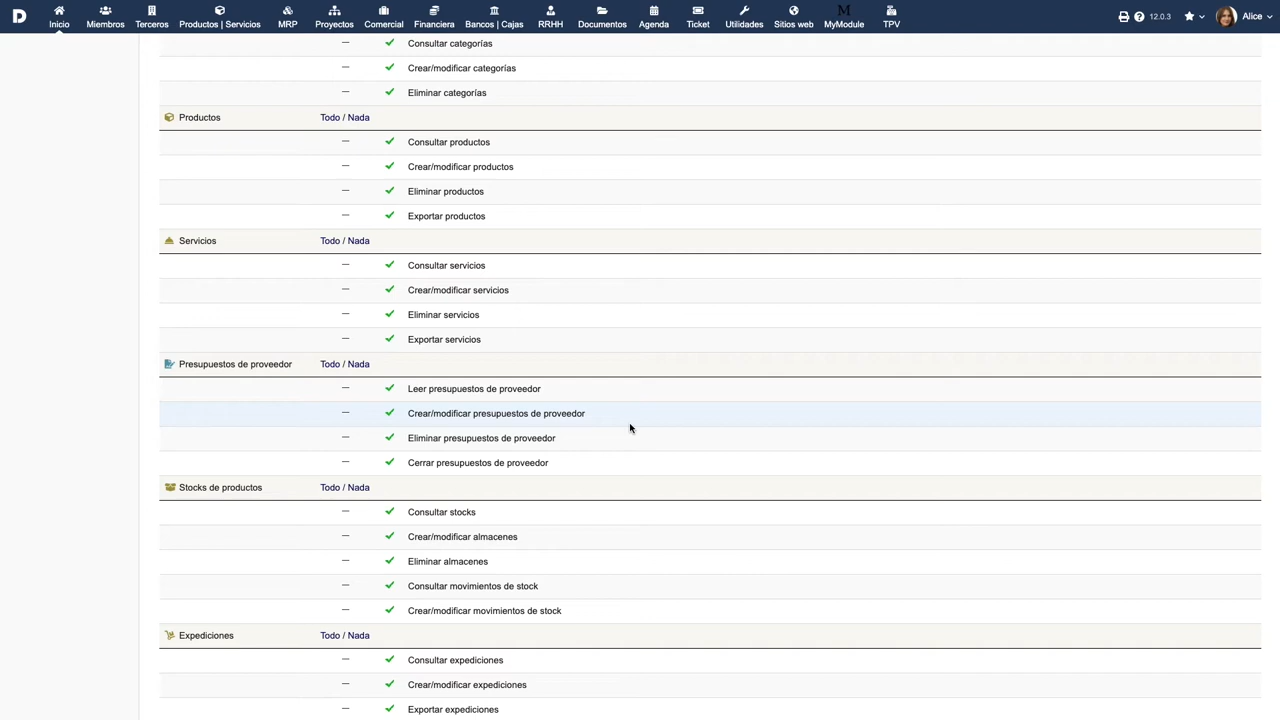 D
Inicio
Miembros
Terceros
Productos | Servicios
MRP
Proyectos
Comercial
Financiera
Bancos | Cajas
RRHH
Documentos
Agenda
Ticket
Utilidades
Sitios web
M
MyModule
TPV
12.0.3
Alice
Consultar categorías
Crear/modificar categorías
Eliminar categorías
Productos Todo / Nada
Consultar productos
Crear/modificar productos
Eliminar productos
Exportar productos
Servicios Todo / Nada
Consultar servicios
Crear/modificar servicios
Eliminar servicios
Exportar servicios
Presupuestos de proveedor Todo / Nada
Leer presupuestos de proveedor
Crear/modificar presupuestos de proveedor
Eliminar presupuestos de proveedor
Cerrar presupuestos de proveedor
Stocks de productos Todo / Nada
Consultar stocks
Crear/modificar almacenes
Eliminar almacenes
Consultar movimientos de stock
Crear/modificar movimientos de stock
Expediciones Todo / Nada
Consultar expediciones
Crear/modificar expediciones
Exportar expediciones